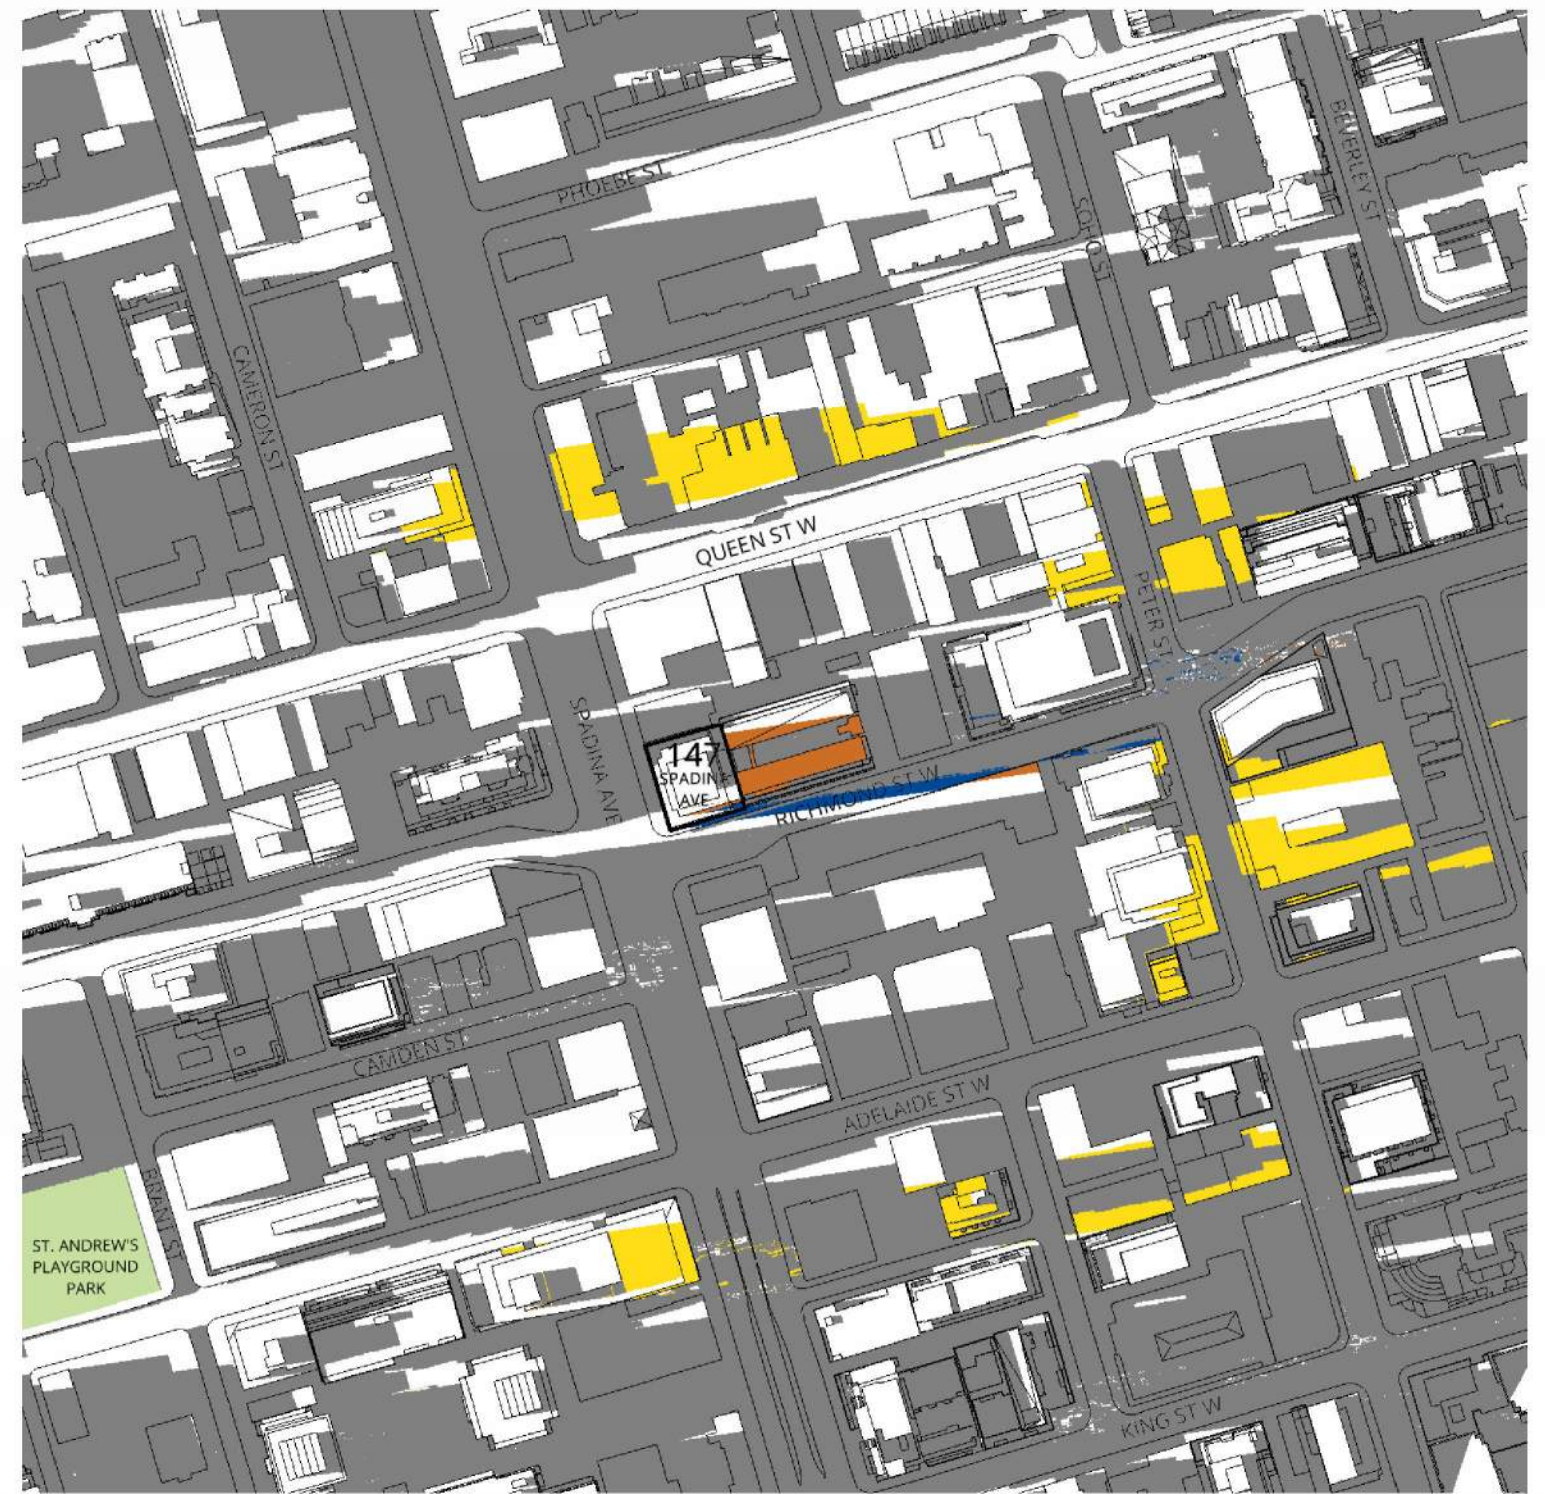 PHOEBE ST
BEVERLEY ST
SOHO ST
CAMERON ST
QUEEN ST W
PETER ST
SPADINA AVE
147
SPADINA
AVE
RICHMOND ST W
CAMDEN ST
ADELAIDE ST W
BRANT ST
ST. ANDREW'S
PLAYGROUND
PARK
KING ST W